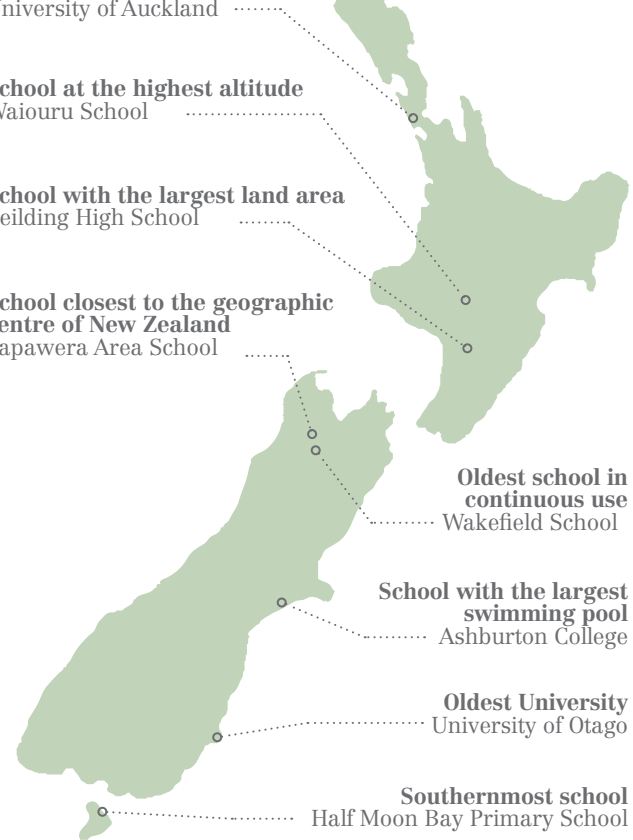 niversity of Auckland
chool at the highest altitude
aiouru School
chool with the largest land area
eilding High School
chool closest to the geographic
entre of New Zealand
apawera Area School
Oldest school in
continuous use
Wakefield School
School with the largest
swimming pool
Ashburton College
Oldest University
University of Otago
Southernmost school
Half Moon Bay Primary School